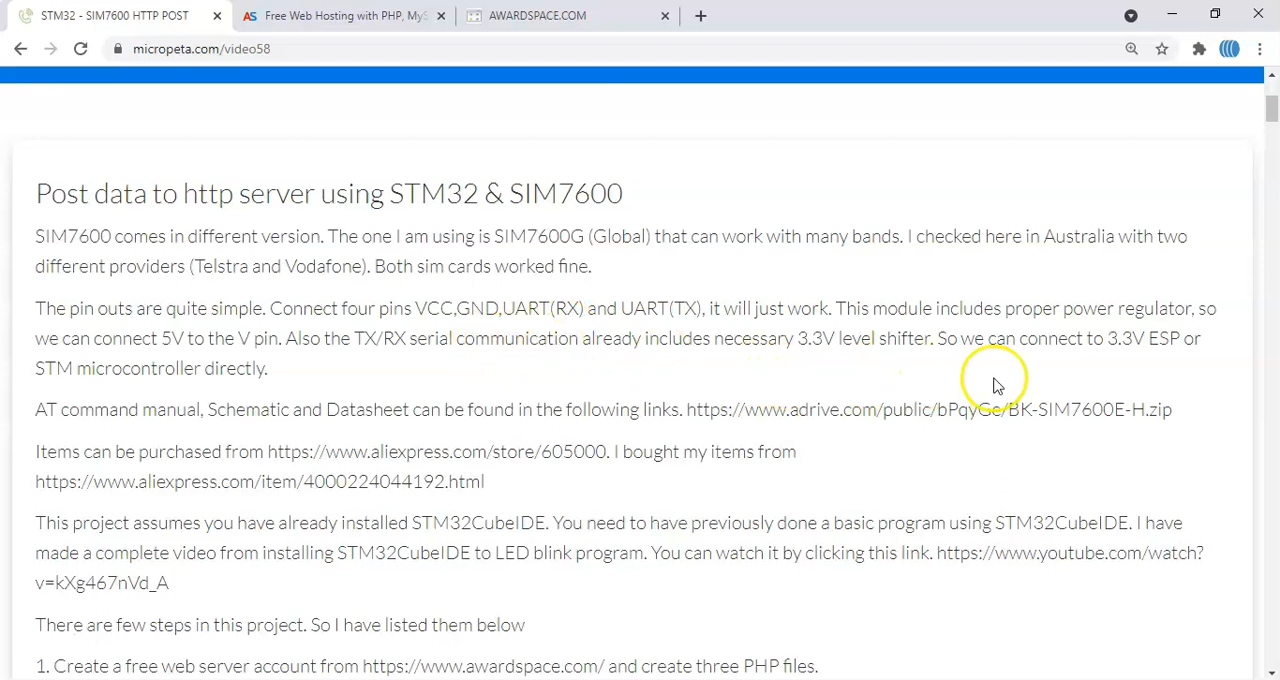 STM32 - SIM7600 HTTP POST
Free Web Hosting with PHP, MyS
AWARDSPACE.COM
micropeta.com/video58
Post data to http server using STM32 & SIM7600
SIM7600 comes in different version. The one I am using is SIM7600G (Global) that can work with many bands. I checked here in Australia with two
different providers (Telstra and Vodafone). Both sim cards worked fine.
The pin outs are quite simple. Connect four pins VCC,GND,UART(RX) and UART(TX), it will just work. This module includes proper power regulator, so
we can connect 5V to the V pin. Also the TX/RX serial communication already includes necessary 3.3V level shifter. So we can connect to 3.3V ESP or
STM microcontroller directly.
AT command manual, Schematic and Datasheet can be found in the following links. https://www.adrive.com/public/bPqyGe/BK-SIM7600E-H.zip
Items can be purchased from https://www.aliexpress.com/store/605000. I bought my items from
https://www.aliexpress.com/item/4000224044192.html
This project assumes you have already installed STM32CubeIDE. You need to have previously done a basic program using STM32CubeIDE. I have
made a complete video from installing STM32CubeIDE to LED blink program. You can watch it by clicking this link. https://www.youtube.com/watch?
v=kXg467nVd_A
There are few steps in this project. So I have listed them below
1. Create a free web server account from https://www.awardspace.com/ and create three PHP files.